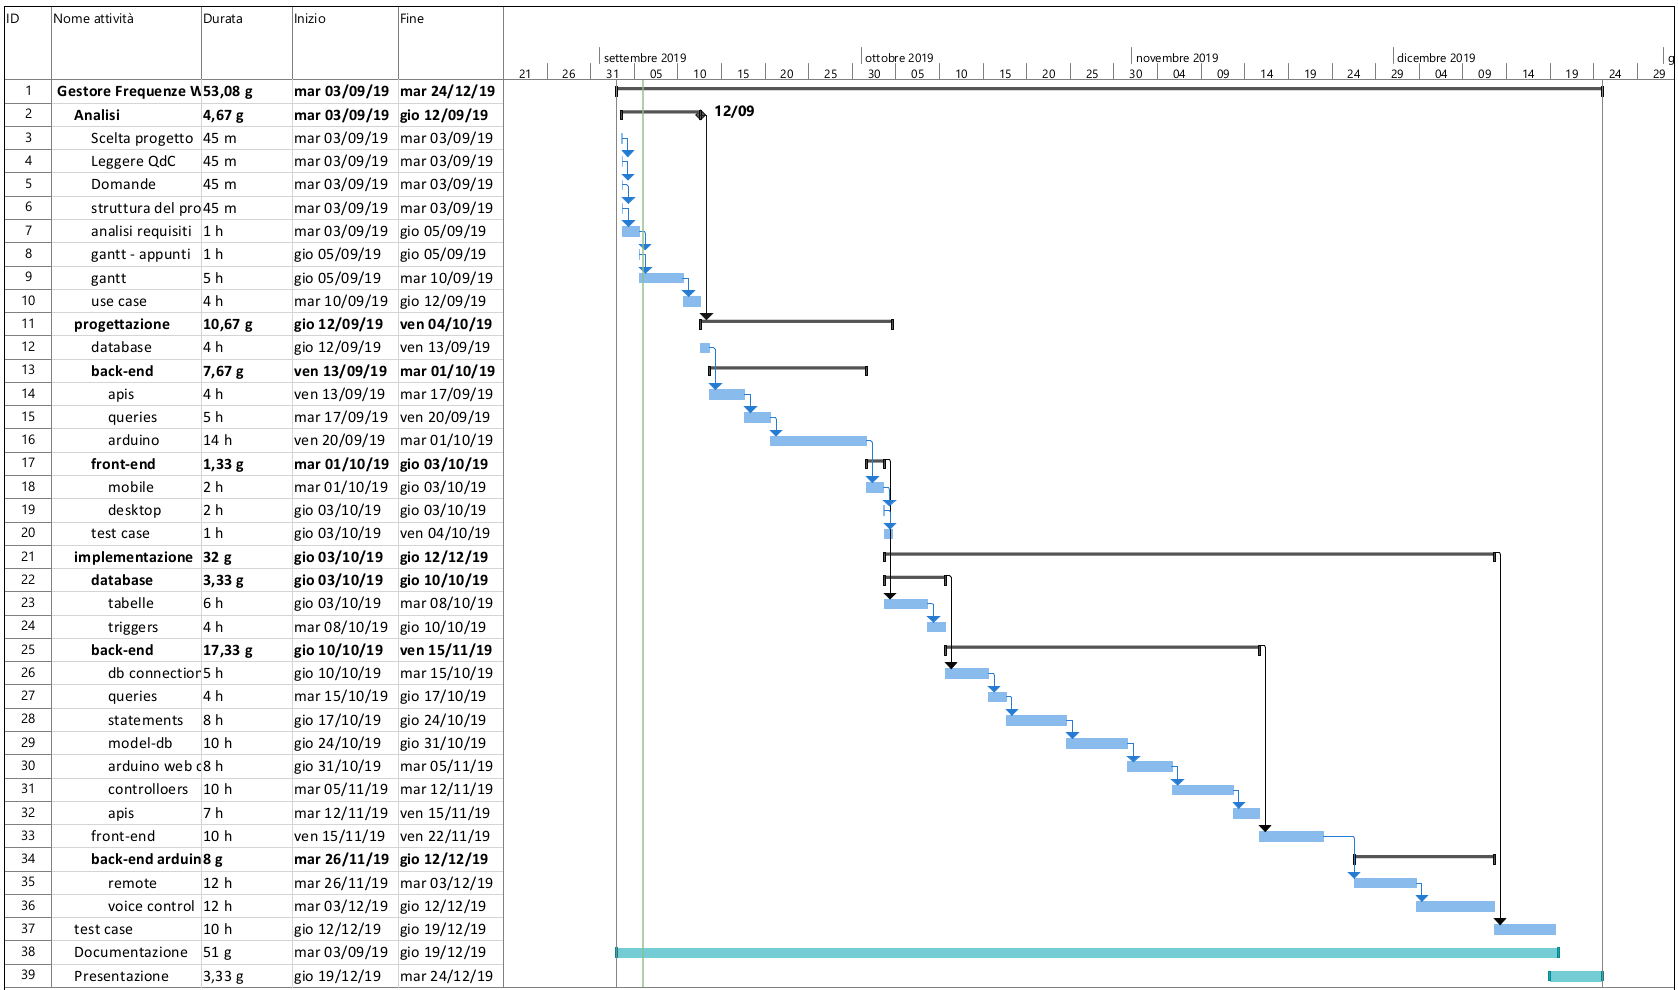 ID Nome attività Durata Inizio Fine
settembre 2019 ottobre 2019 novembre 2019 dicembre 2019 g
21 26 31 05 10 15 20 25 30 05 10 15 20 25 30 04 09 14 19 24 29 04 09 14 19 24 29
1 Gestore Frequenze W 53,08 g mar 03/09/19 mar 24/12/19
2 Analisi 4,67 g mar 03/09/19 gio 12/09/19 12/09
3 Scelta progetto 45 m mar 03/09/19 mar 03/09/19
4 Leggere QdC 45 m mar 03/09/19 mar 03/09/19
5 Domande 45 m mar 03/09/19 mar 03/09/19
6 struttura del pro 45 m mar 03/09/19 mar 03/09/19
7 analisi requisiti 1 h mar 03/09/19 gio 05/09/19
8 gantt - appunti 1 h gio 05/09/19 gio 05/09/19
9 gantt 5 h gio 05/09/19 mar 10/09/19
10 use case 4 h mar 10/09/19 gio 12/09/19
11 progettazione 10,67 g gio 12/09/19 ven 04/10/19
12 database 4 h gio 12/09/19 ven 13/09/19
13 back-end 7,67 g ven 13/09/19 mar 01/10/19
14 apis 4 h ven 13/09/19 mar 17/09/19
15 queries 5 h mar 17/09/19 ven 20/09/19
16 arduino 14 h ven 20/09/19 mar 01/10/19
17 front-end 1,33 g mar 01/10/19 gio 03/10/19
18 mobile 2 h mar 01/10/19 gio 03/10/19
19 desktop 2 h gio 03/10/19 gio 03/10/19
20 test case 1 h gio 03/10/19 ven 04/10/19
21 implementazione 32 g gio 03/10/19 gio 12/12/19
22 database 3,33 g gio 03/10/19 gio 10/10/19
23 tabelle 6 h gio 03/10/19 mar 08/10/19
24 triggers 4 h mar 08/10/19 gio 10/10/19
25 back-end 17,33 g gio 10/10/19 ven 15/11/19
26 db connection 5 h gio 10/10/19 mar 15/10/19
27 queries 4 h mar 15/10/19 gio 17/10/19
28 statements 8 h gio 17/10/19 gio 24/10/19
29 model-db 10 h gio 24/10/19 gio 31/10/19
30 arduino web c 8 h gio 31/10/19 mar 05/11/19
31 controlloers 10 h mar 05/11/19 mar 12/11/19
32 apis 7 h mar 12/11/19 ven 15/11/19
33 front-end 10 h ven 15/11/19 ven 22/11/19
34 back-end arduin 8 g mar 26/11/19 gio 12/12/19
35 remote 12 h mar 26/11/19 mar 03/12/19
36 voice control 12 h mar 03/12/19 gio 12/12/19
37 test case 10 h gio 12/12/19 gio 19/12/19
38 Documentazione 51 g mar 03/09/19 gio 19/12/19
39 Presentazione 3,33 g gio 19/12/19 mar 24/12/19